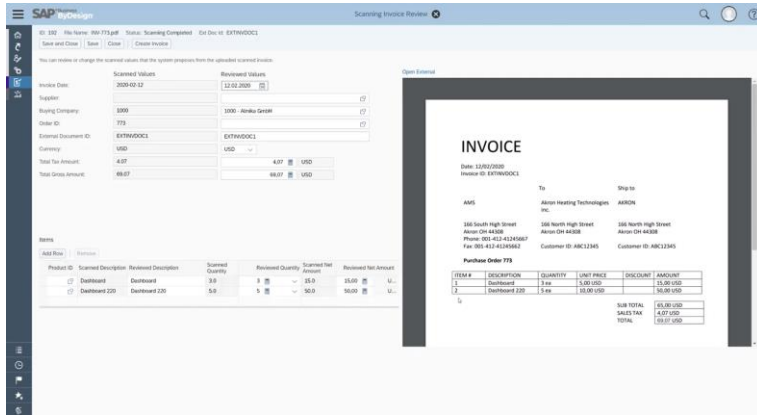 SAP Business ByDesign
Scanning Invoice Review
ID: 192 File Name: RW 773.pdf Status: Scanning Completed Ext Doc Id: EXTINVDOC1
Save and Close Save Close Create Invoice
You can review or change the scanned values that the system proposes from the uploaded scanned invoice.
Scanned Values Reviewed Values
Invoice Date: 2020-02-12 12.02.2020
Supplier:
Buying Company: 1000 1000 - Almika GmbH
Order ID: 773
External Document ID: EXTINVDOC1 EXTINVDOC1
Currency: USD USD
Total Tax Amount: 4.07 4,07 USD
Total Gross Amount: 69.07 69,07 USD
Items
Add Row Remove
Product ID Scanned Description Reviewed Description Scanned Quantity Reviewed Quantity Scanned Net Amount Reviewed Net Amount
Dashboard Dashboard 3.0 3 15.0 15,00 U...
Dashboard 220 Dashboard 220 5.0 5 50.0 50,00 U...
Open External
INVOICE
Date: 12/02/2020
Invoice ID: EXTINVDOC1
To Ship to
AMS Akron Heating Technologies Inc. AKRON
166 South High Street 166 North High Street 166 North High Street
Akron OH 44308 Akron OH 44308 Akron OH 44308
Phone: 001-412-41245667
Fax: 001-412-41245662 Customer ID: ABC12345 Customer ID: ABC12345
Purchase Order 773
ITEM # DESCRIPTION QUANTITY UNIT PRICE DISCOUNT AMOUNT
1 Dashboard 3 ea 5,00 USD 15,00 USD
2 Dashboard 220 5 ea 10,00 USD 50,00 USD
SUB TOTAL 65,00 USD
SALES TAX 4,07 USD
TOTAL 69,07 USD